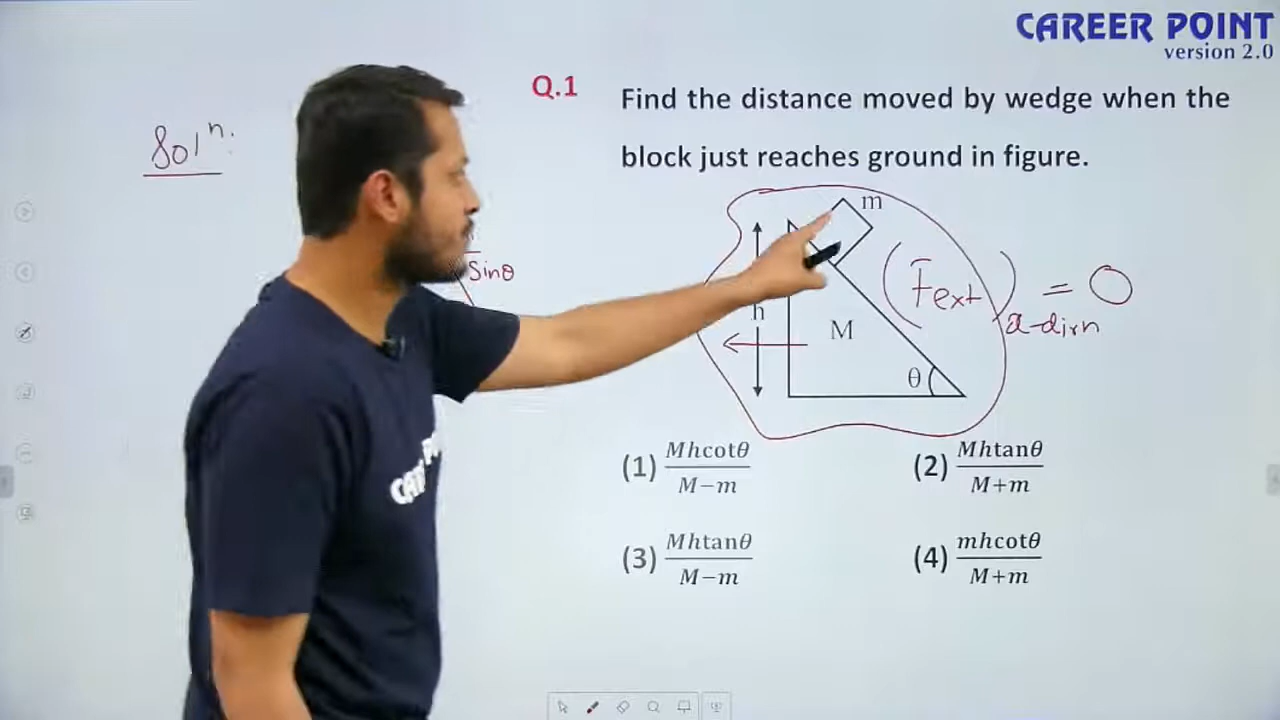 CAREER POINT
version 2.0
Solⁿ:
Q.1 Find the distance moved by wedge when the
block just reaches ground in figure.
m
Sinθ
h
M
θ
(Fext)x-dirn = 0
(1) Mhcotθ/M−m
(2) Mhtanθ/M+m
(3) Mhtanθ/M−m
(4) mhcotθ/M+m